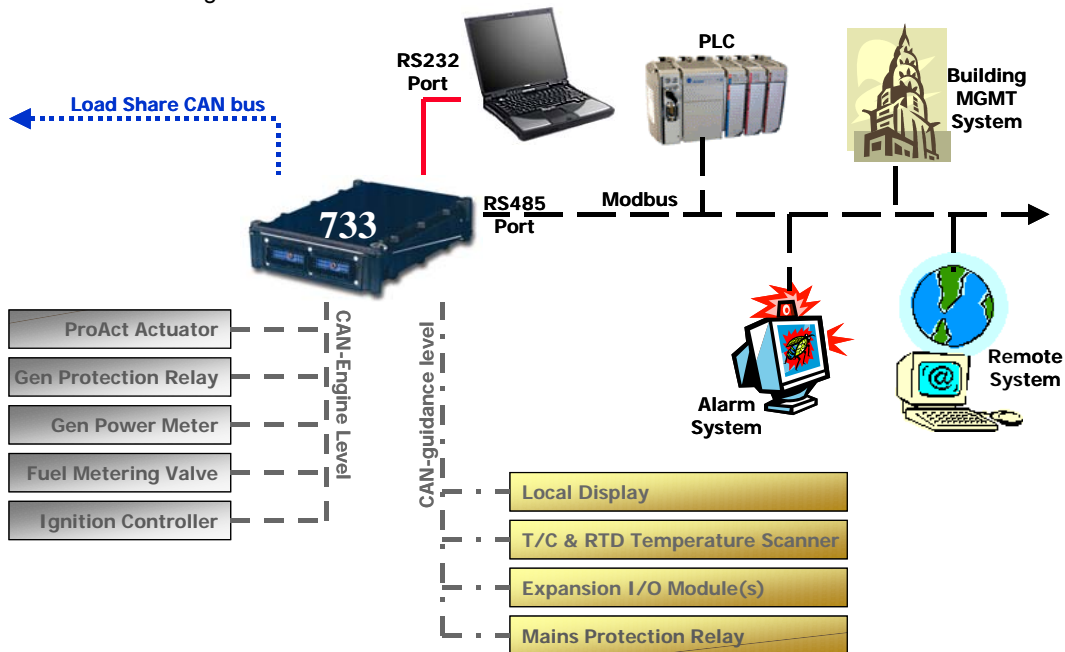 RS232
Port
PLC
Building
MGMT
System
Load Share CAN bus
733
RS485
Port
Modbus
ProAct Actuator
Gen Protection Relay
Gen Power Meter
Fuel Metering Valve
Ignition Controller
CAN-Engine Level
CAN-guidance level
Alarm
System
@
Remote
System
Local Display
T/C & RTD Temperature Scanner
Expansion I/O Module(s)
Mains Protection Relay